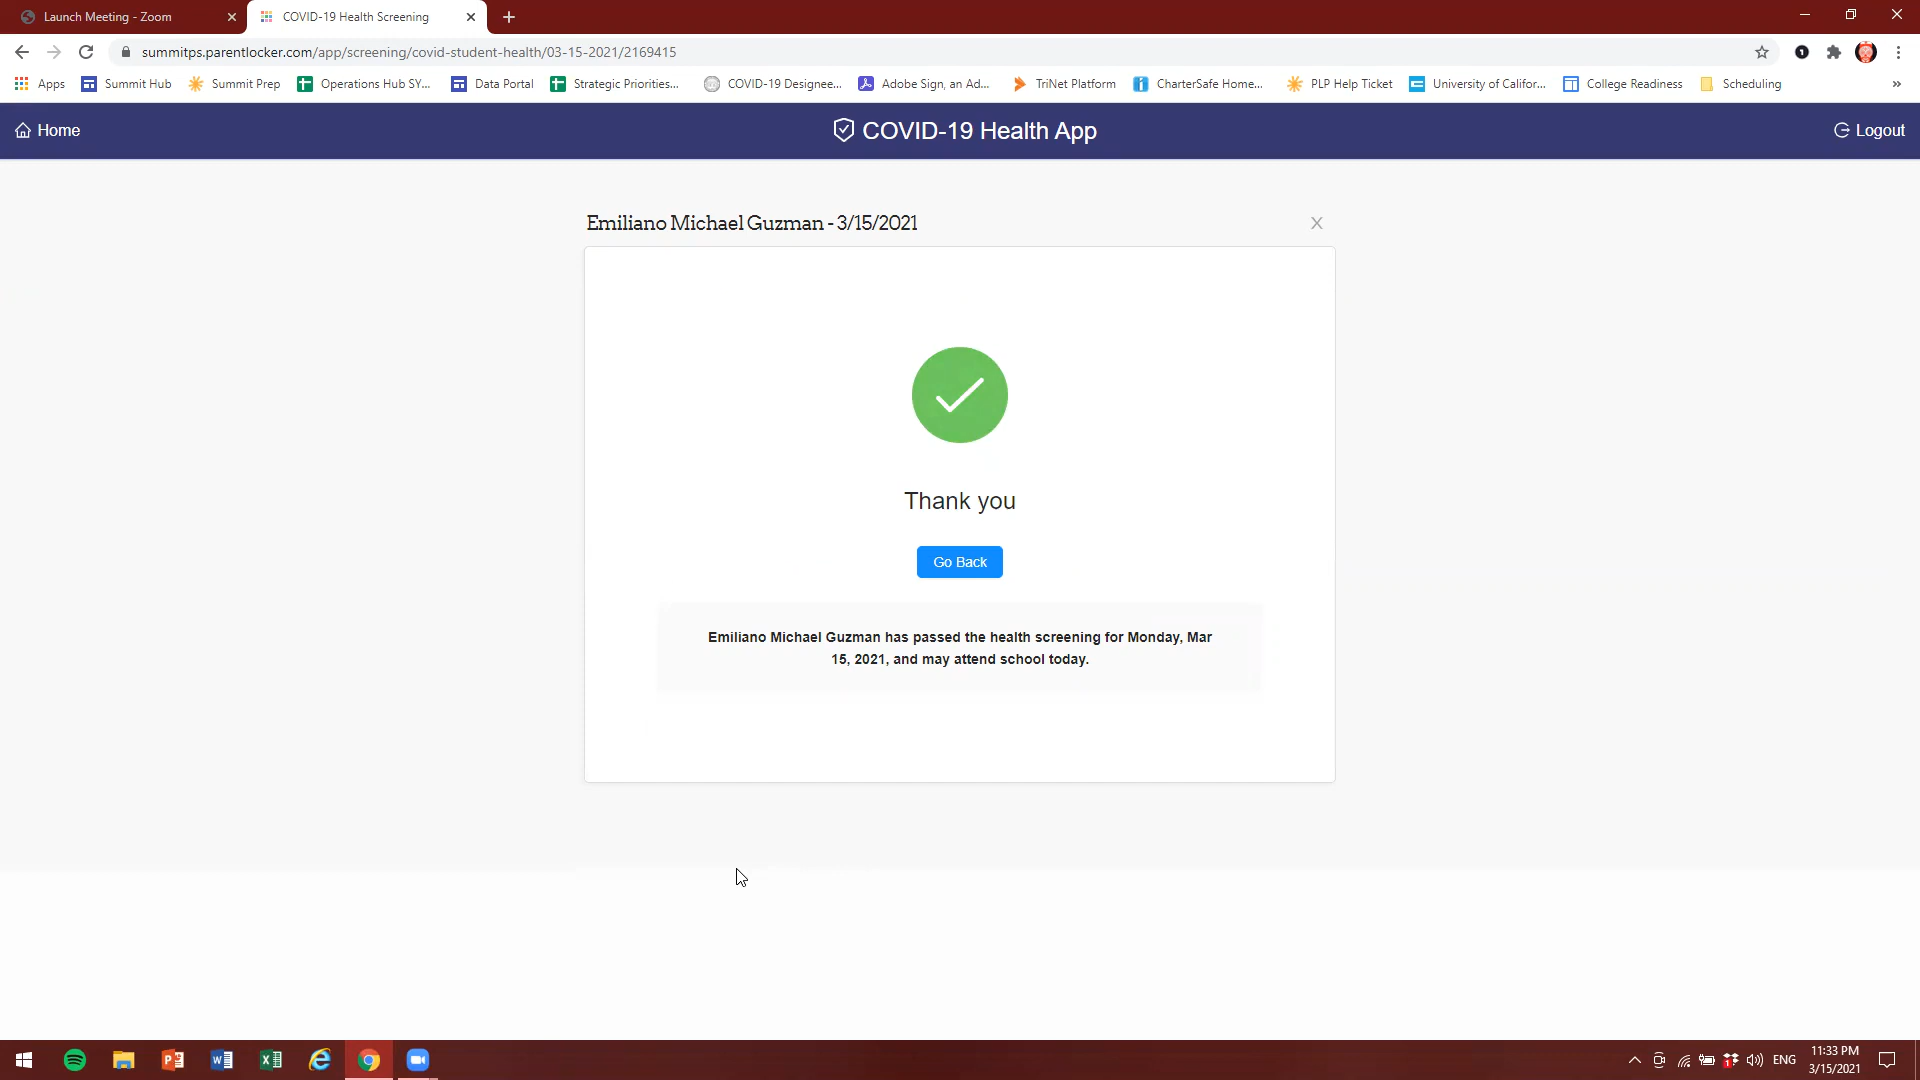 Launch Meeting - Zoom
COVID-19 Health Screening
summitps.parentlocker.com/app/screening/covid-student-health/03-15-2021/2169415
Apps Summit Hub Summit Prep Operations Hub SY... Data Portal Strategic Priorities... COVID-19 Designee... Adobe Sign, an Ad... TriNet Platform CharterSafe Home... PLP Help Ticket University of Califor... College Readiness Scheduling »
Home
COVID-19 Health App
Logout
Emiliano Michael Guzman - 3/15/2021
X
Thank you
Go Back
Emiliano Michael Guzman has passed the health screening for Monday, Mar
15, 2021, and may attend school today.
ENG
11:33 PM
3/15/2021